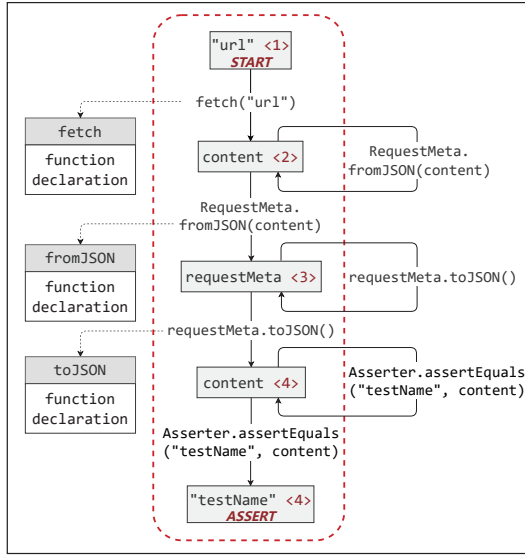 "url" <1>
START
fetch("url")
fetch
function
declaration
content <2>
RequestMeta.
fromJSON(content)
RequestMeta.
fromJSON(content)
fromJSON
function
declaration
requestMeta <3>
requestMeta.toJSON()
requestMeta.toJSON()
toJSON
function
declaration
content <4>
Asserter.assertEquals
("testName", content)
Asserter.assertEquals
("testName", content)
"testName" <4>
ASSERT